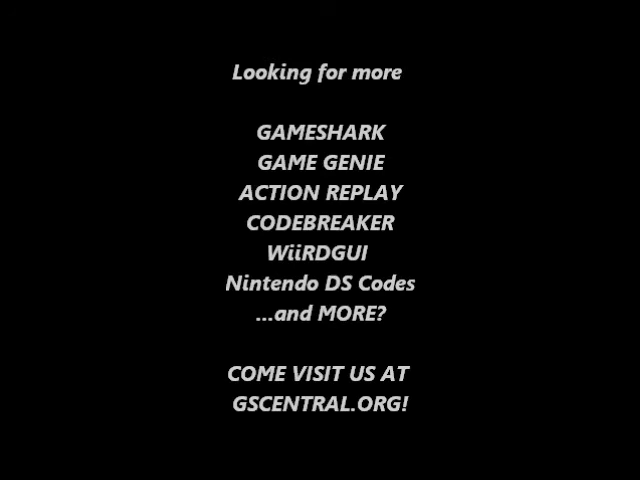 Looking for more
GAMESHARK
GAME GENIE
ACTION REPLAY
CODEBREAKER
WiiRDGUI
Nintendo DS Codes
...and MORE?
COME VISIT US AT
GSCENTRAL.ORG!